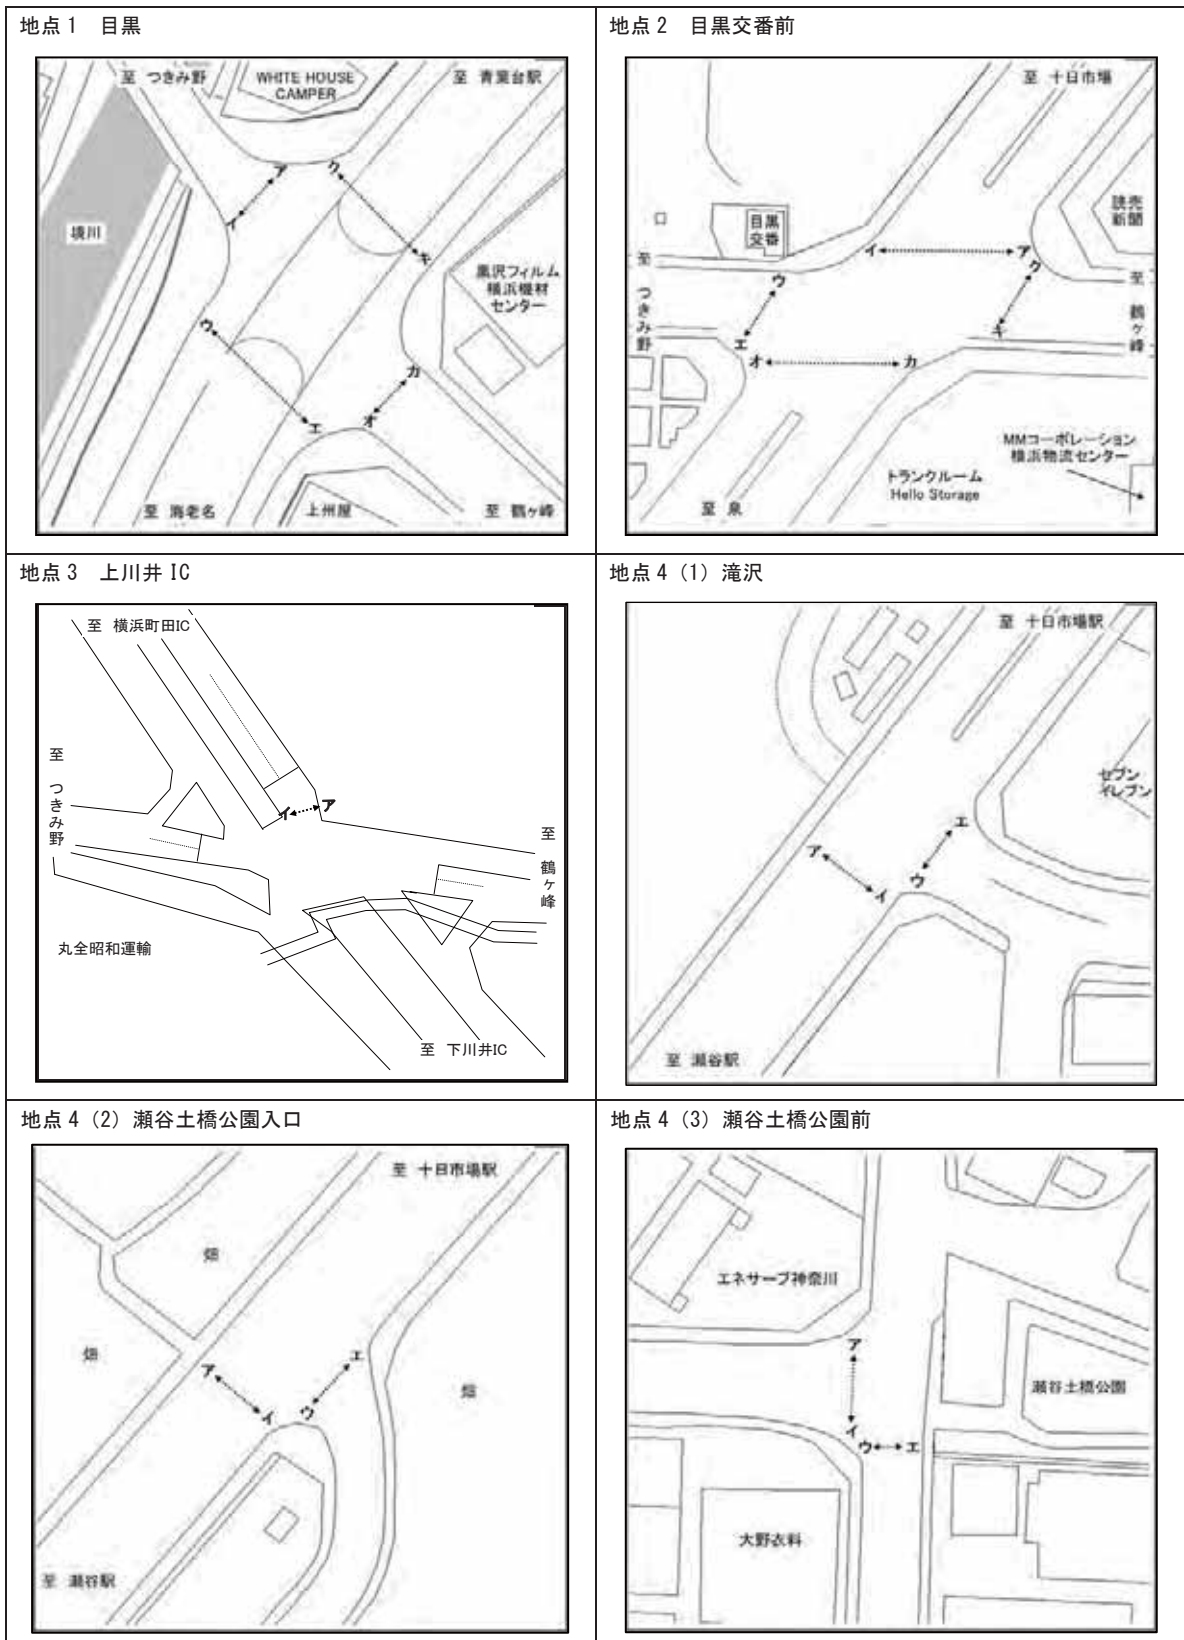 地点1 目黒
至 つきみ野
WHITE HOUSE
CAMPER
至 青葉台駅
ア
ク
イ
境川
キ
黒沢フィルム
横浜機材
センター
ウ
カ
エ
オ
至 海老名
上州屋
至 鶴ヶ峰
地点2 目黒交番前
至 十日市場
読売
新聞
目黒
交番
イ
ア
ク
至 つきみ野
ウ
至 鶴ヶ峰
エ
キ
オ
カ
MMコーポレーション
横浜物流センター
トランクルーム
Hello Storage
至 泉
地点3 上川井 IC
至 横浜町田IC
至 つきみ野
イ
ア
至 鶴ヶ峰
丸全昭和運輸
至 下川井IC
地点4(1)滝沢
至 十日市場駅
セブン
イレブン
エ
ア
ウ
イ
至 瀬谷駅
地点4(2)瀬谷土橋公園入口
至 十日市場駅
畑
畑
ア
エ
畑
イ
ウ
至 瀬谷駅
地点4(3)瀬谷土橋公園前
エネサーブ神奈川
ア
瀬谷土橋公園
イ
ウ
エ
大野衣料